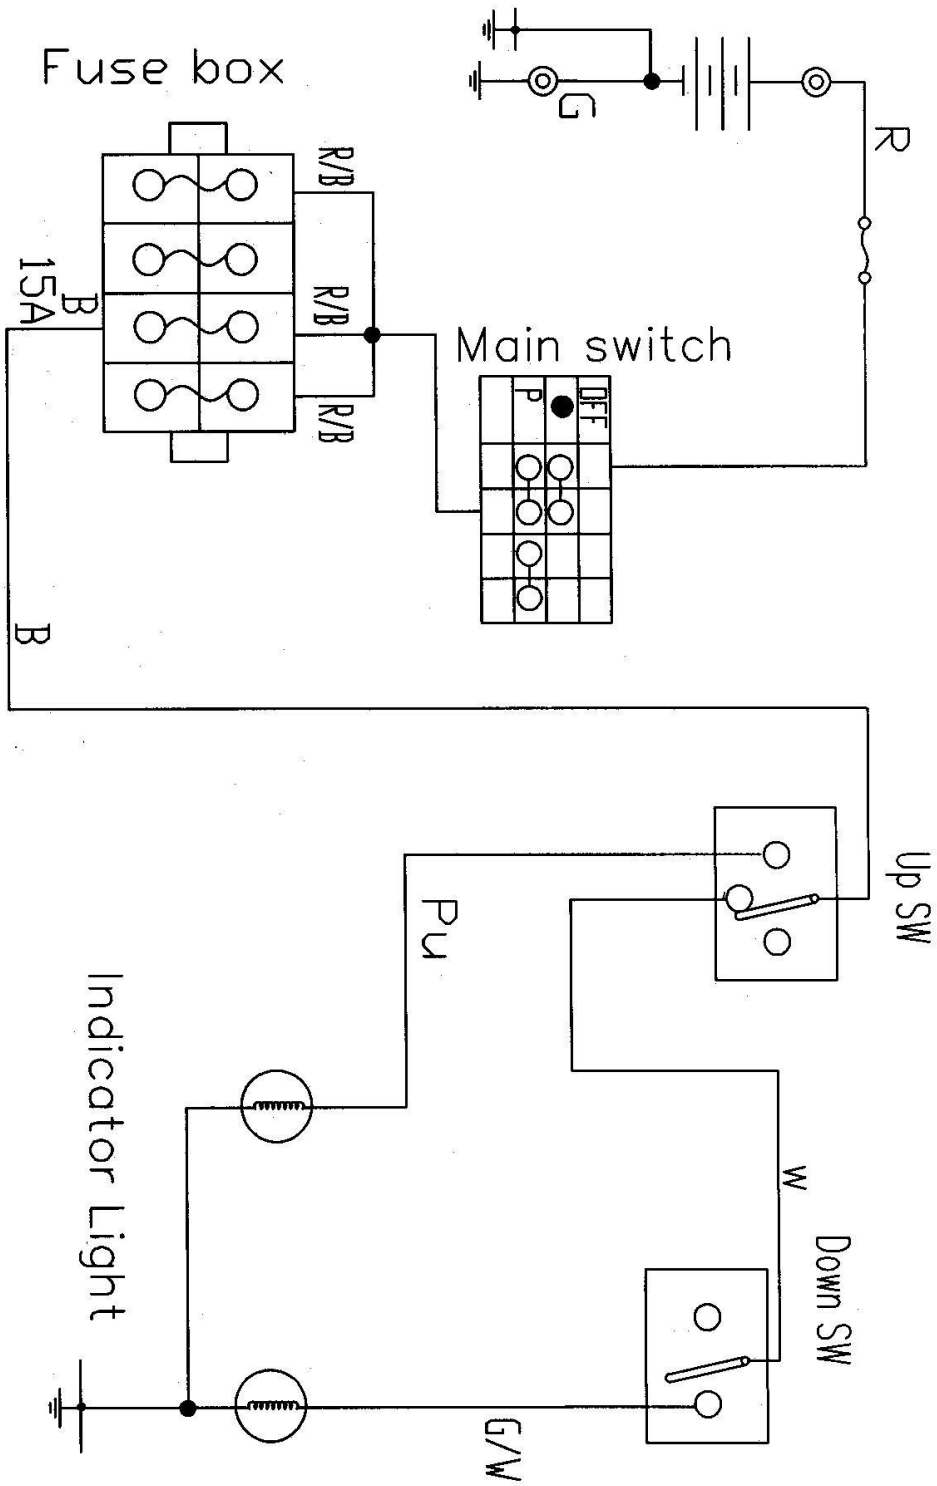 Fuse box
G
R
R/B
R/B
R/B
15A
B
Main switch
OFF
P
B
Up SW
Pu
Indicator Light
W
Down SW
G/W